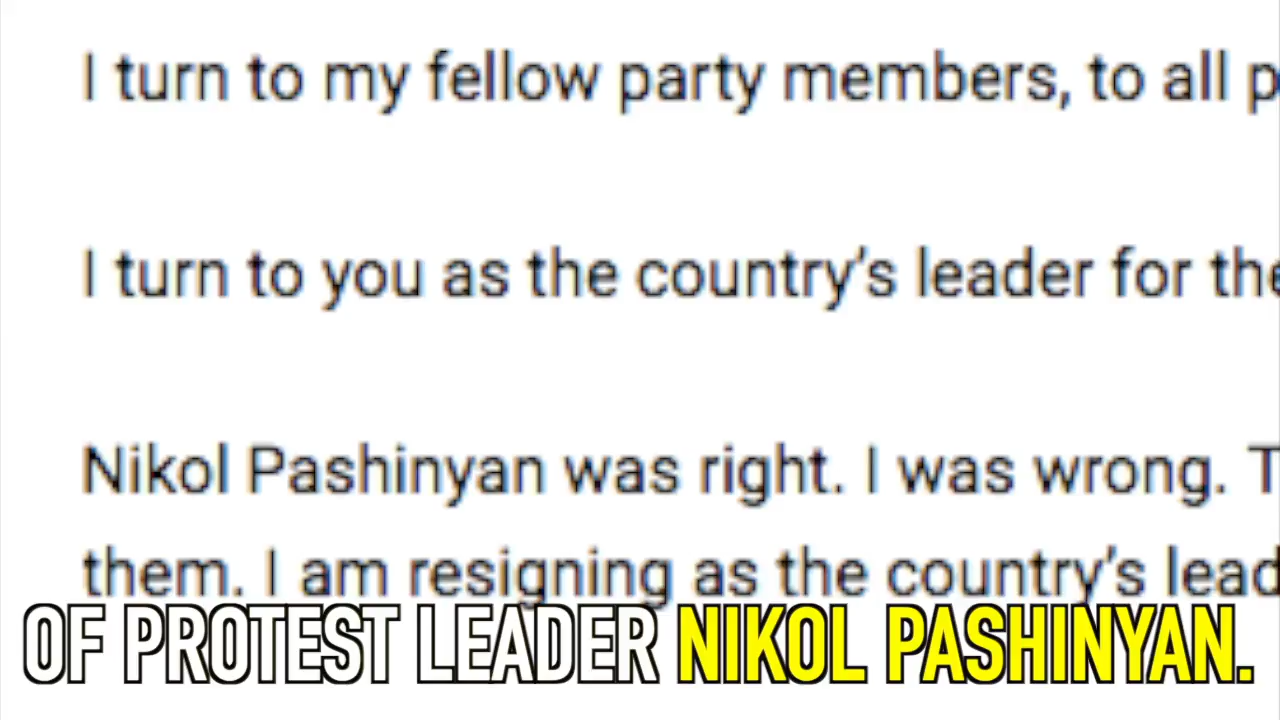 I turn to my fellow party members, to all p
I turn to you as the country's leader for the
Nikol Pashinyan was right. I was wrong. T
them. I am resigning as the country's lead
OF PROTEST LEADER NIKOL PASHINYAN.